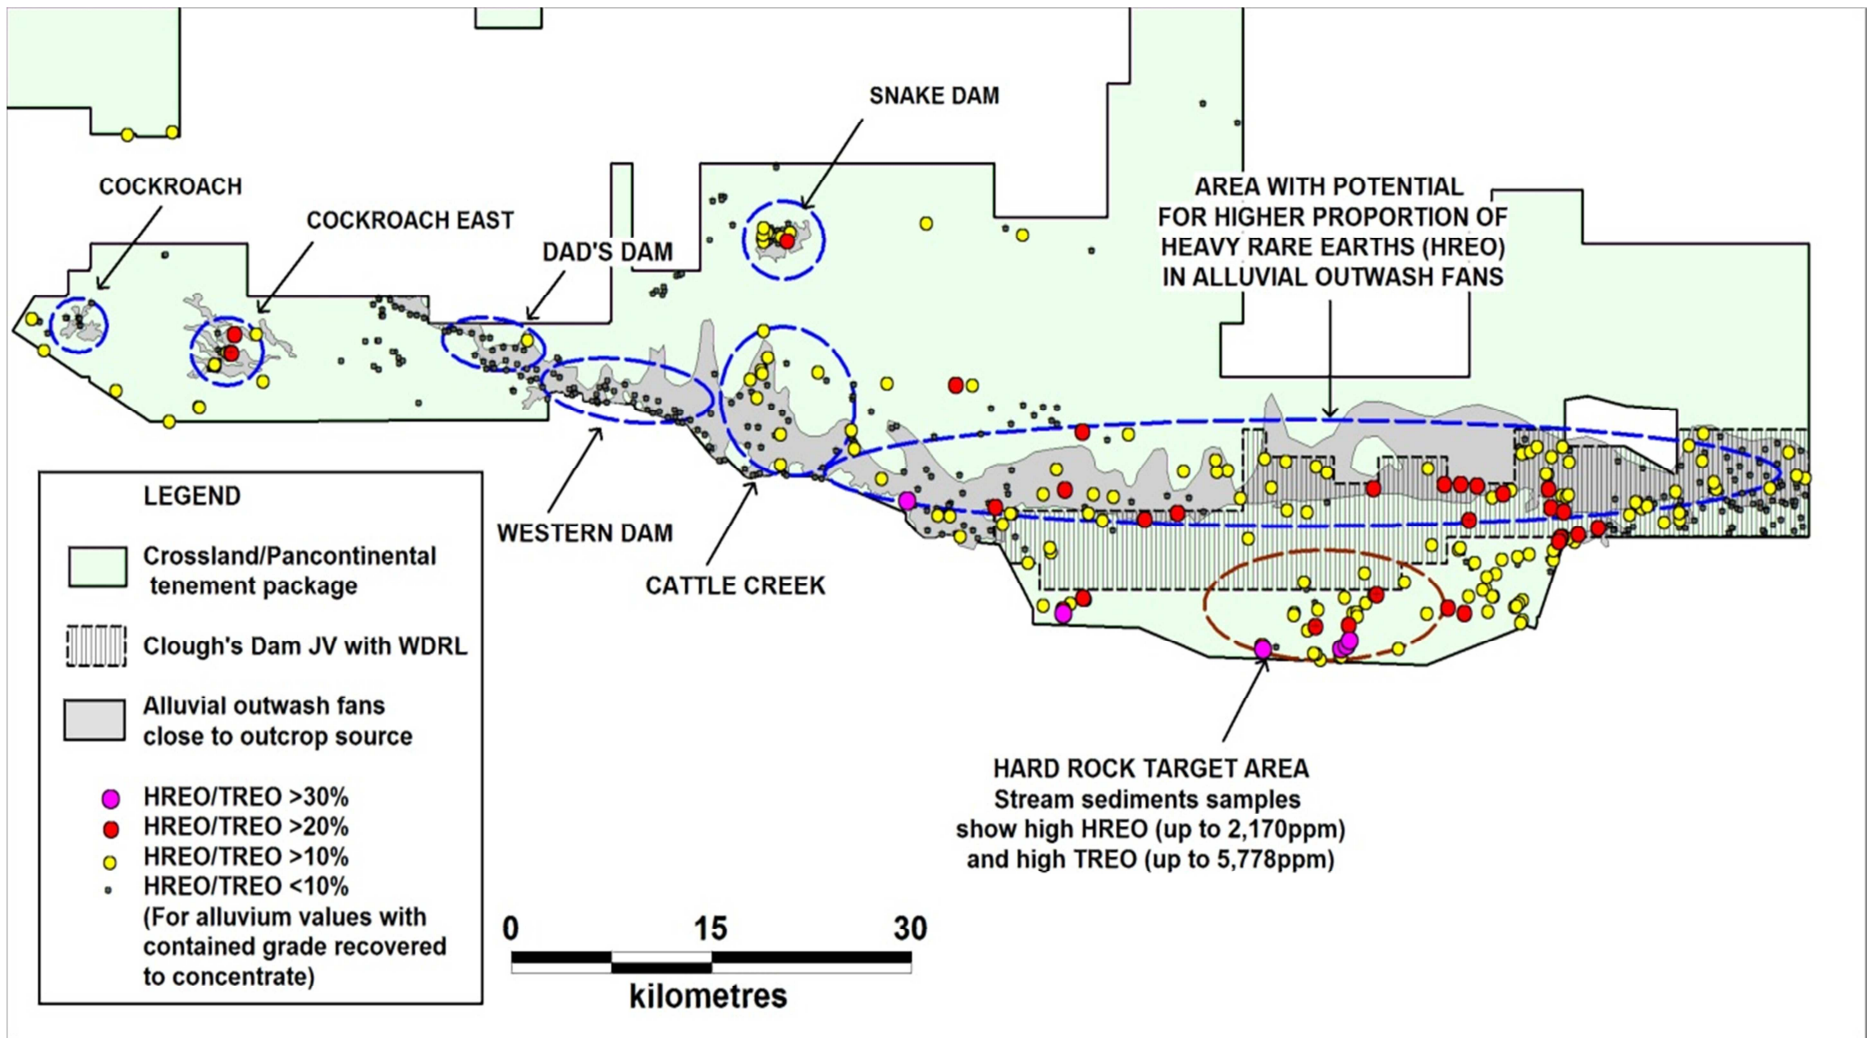 SNAKE DAM
COCKROACH
COCKROACH EAST
DAD'S DAM
AREA WITH POTENTIAL
FOR HIGHER PROPORTION OF
HEAVY RARE EARTHS (HREO)
IN ALLUVIAL OUTWASH FANS
WESTERN DAM
CATTLE CREEK
LEGEND
Crossland/Pancontinental
tenement package
Clough's Dam JV with WDRL
Alluvial outwash fans
close to outcrop source
HREO/TREO >30%
HREO/TREO >20%
HREO/TREO >10%
HREO/TREO <10%
(For alluvium values with
contained grade recovered
to concentrate)
HARD ROCK TARGET AREA
Stream sediments samples
show high HREO (up to 2,170ppm)
and high TREO (up to 5,778ppm)
0 15 30
kilometres